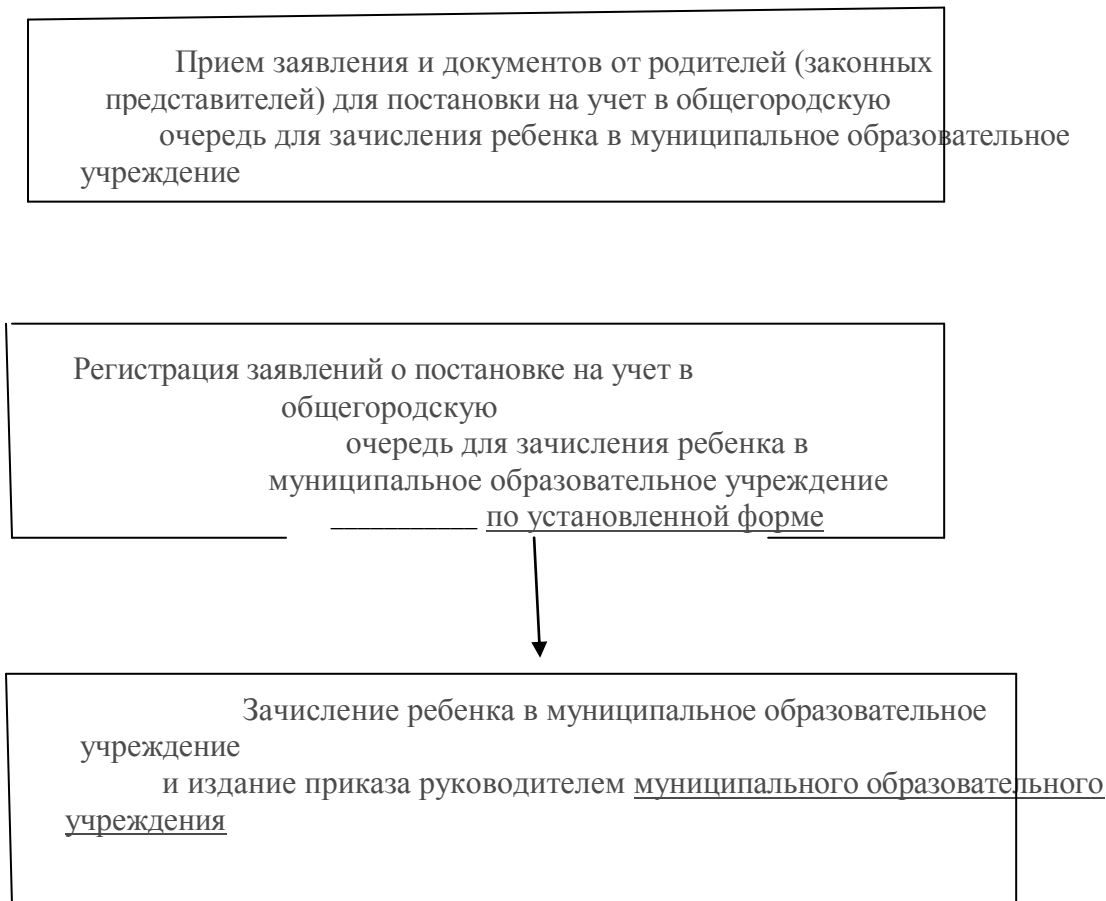 Прием заявления и документов от родителей (законных
представителей) для постановки на учет в общегородскую
очередь для зачисления ребенка в муниципальное образовательное
учреждение
Регистрация заявлений о постановке на учет в
общегородскую
очередь для зачисления ребенка в
муниципальное образовательное учреждение
___________ по установленной форме
Зачисление ребенка в муниципальное образовательное
учреждение
и издание приказа руководителем муниципального образовательного
учреждения